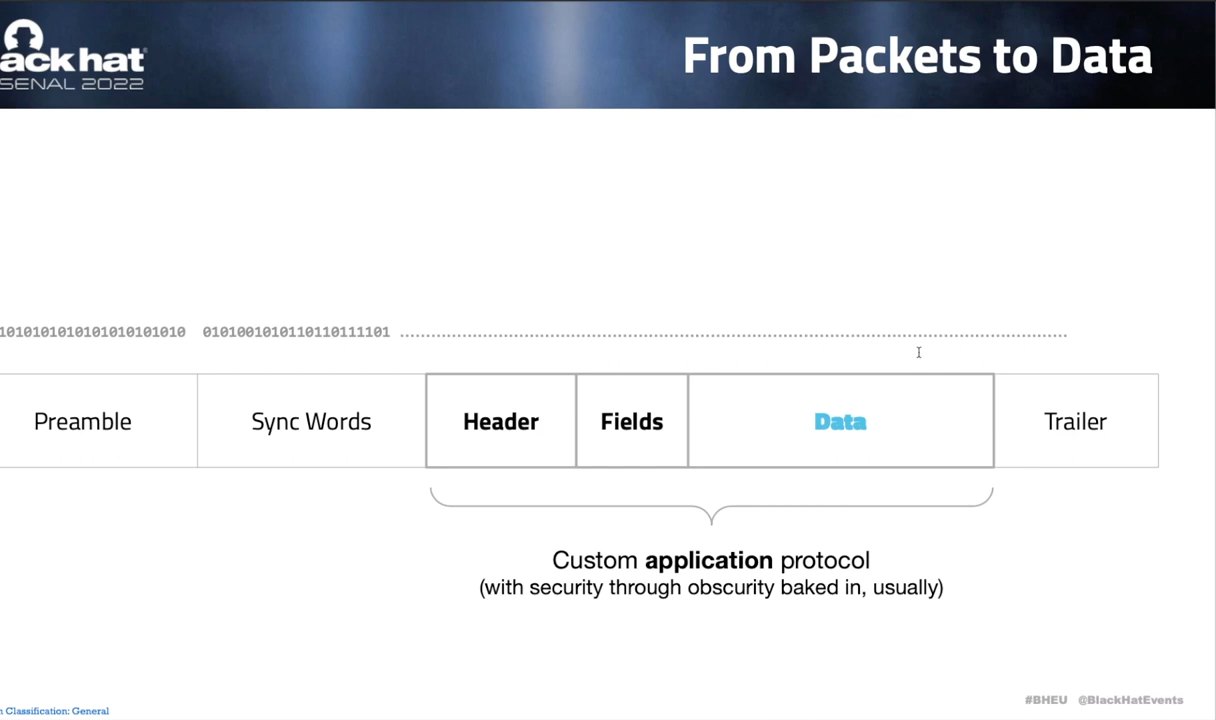 ack hat
SENAL 2022
From Packets to Data
101010101010101010101010 0101001010110110111101
Preamble
Sync Words
Header
Fields
Data
Trailer
Custom application protocol
(with security through obscurity baked in, usually)
#BHEU @BlackHatEvents
n Classification: General